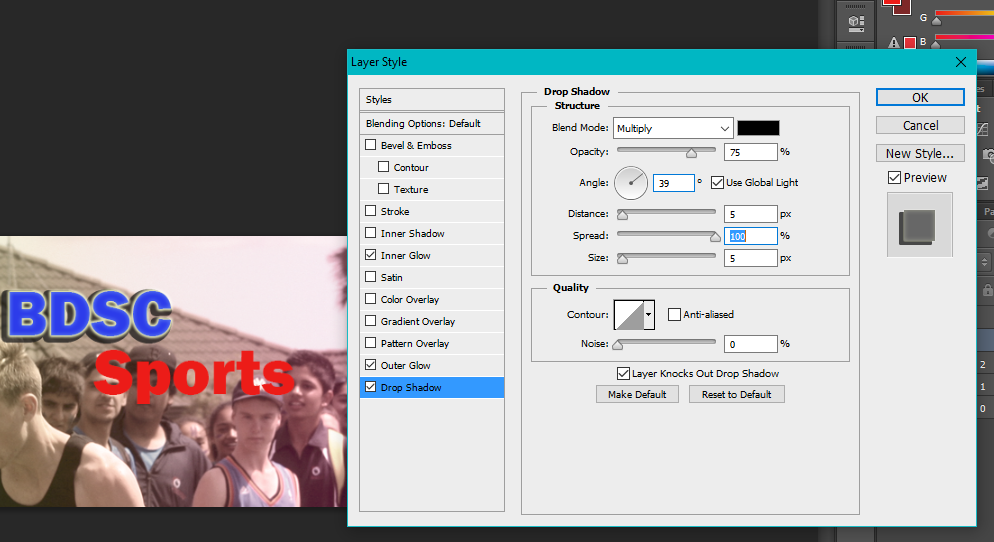 G
B
Layer Style
Styles
Blending Options: Default
Bevel & Emboss
Contour
Texture
Stroke
Inner Shadow
Inner Glow
Satin
Color Overlay
Gradient Overlay
Pattern Overlay
Outer Glow
Drop Shadow
Drop Shadow
Structure
Blend Mode: Multiply
Opacity: 75 %
Angle: 39 ° Use Global Light
Distance: 5 px
Spread: 100 %
Size: 5 px
Quality
Contour: Anti-aliased
Noise: 0 %
Layer Knocks Out Drop Shadow
Make Default Reset to Default
OK
Cancel
New Style...
Preview
BDSC
Sports
es
t
Pa
2
1
0